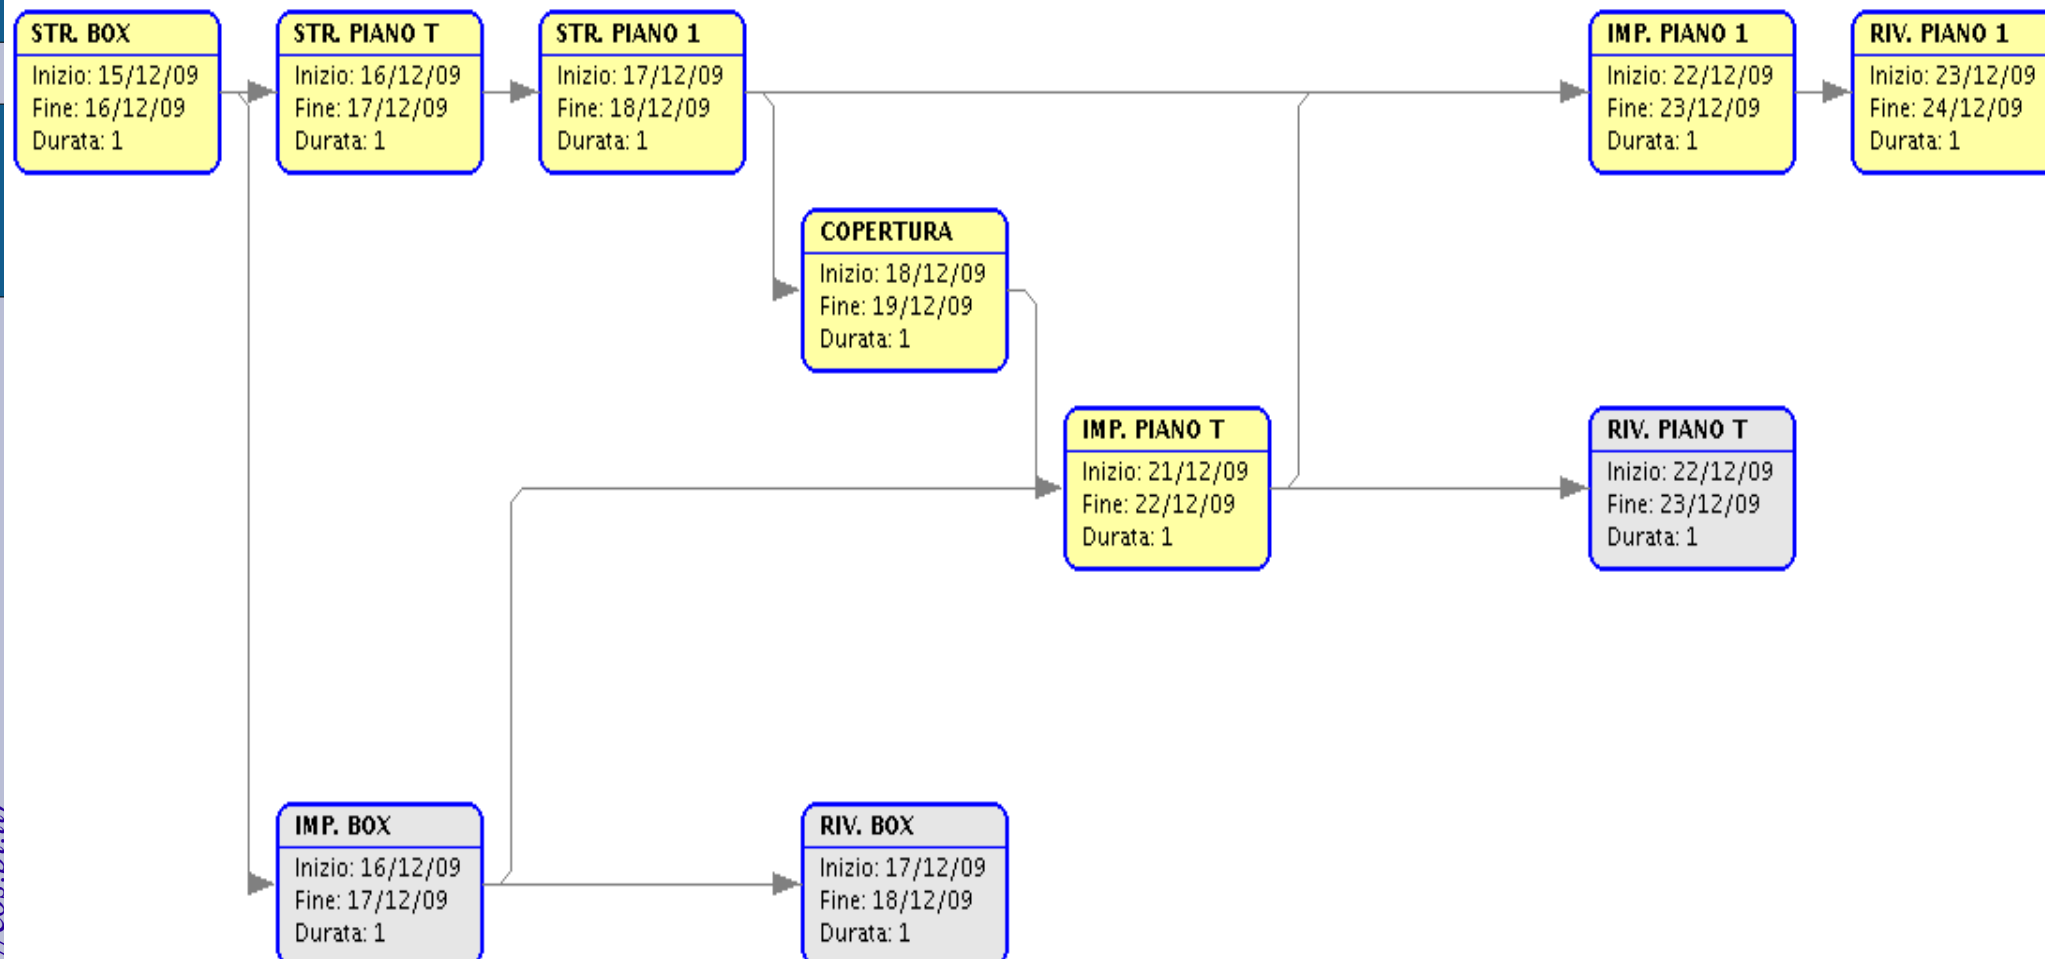 STR. BOX
Inizio: 15/12/09
Fine: 16/12/09
Durata: 1
STR. PIANO T
Inizio: 16/12/09
Fine: 17/12/09
Durata: 1
STR. PIANO 1
Inizio: 17/12/09
Fine: 18/12/09
Durata: 1
IMP. PIANO 1
Inizio: 22/12/09
Fine: 23/12/09
Durata: 1
RIV. PIANO 1
Inizio: 23/12/09
Fine: 24/12/09
Durata: 1
COPERTURA
Inizio: 18/12/09
Fine: 19/12/09
Durata: 1
IMP. PIANO T
Inizio: 21/12/09
Fine: 22/12/09
Durata: 1
RIV. PIANO T
Inizio: 22/12/09
Fine: 23/12/09
Durata: 1
IMP. BOX
Inizio: 16/12/09
Fine: 17/12/09
Durata: 1
RIV. BOX
Inizio: 17/12/09
Fine: 18/12/09
Durata: 1